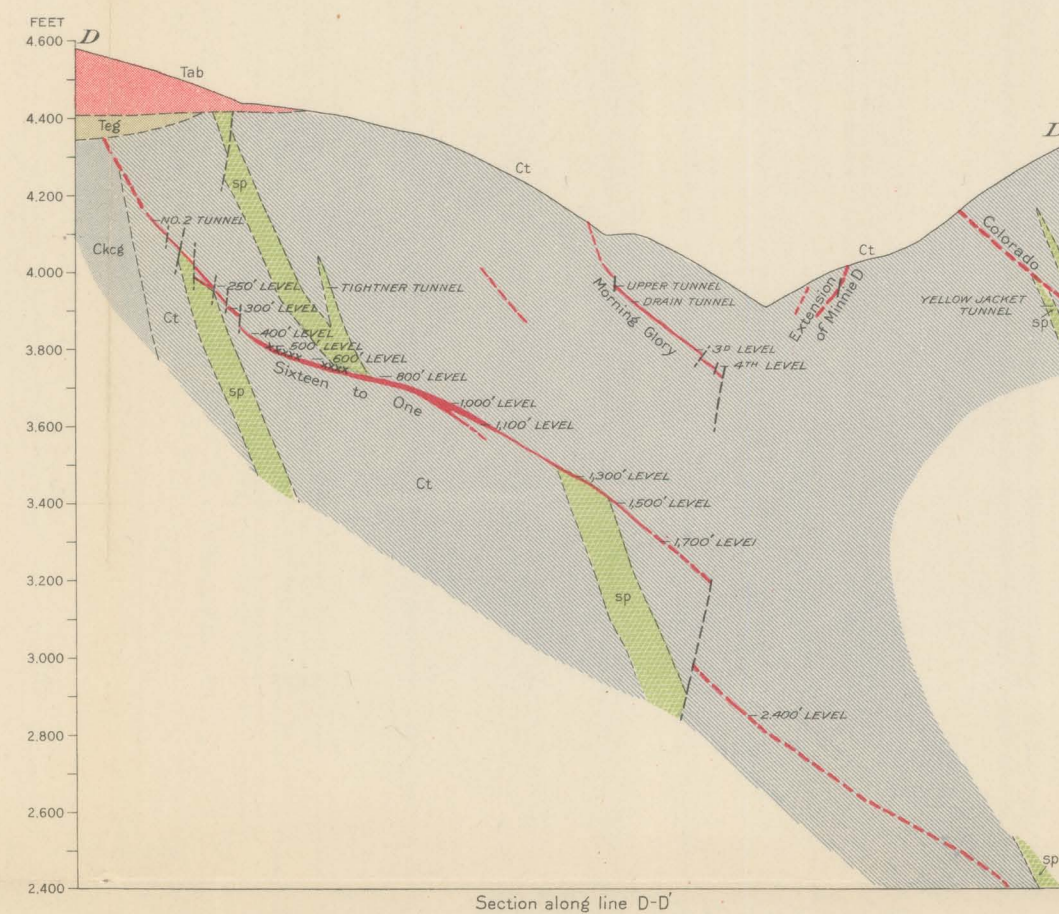 FEET
4,600
D
Tab
4,400
Teg
Ct
sp
4,200
NO. 2 TUNNEL
Ckcg
4,000
250' LEVEL
TIGHTNER TUNNEL
300' LEVEL
Ct
400' LEVEL
500' LEVEL
600' LEVEL
800' LEVEL
Sixteen to One
1,000' LEVEL
1,100' LEVEL
sp
UPPER TUNNEL
DRAIN TUNNEL
Morning Glory
3D LEVEL
4TH LEVEL
Extension
of Minnie D
Ct
Colorado
YELLOW JACKET
TUNNEL
sp
3,800
3,600
Ct
1,300' LEVEL
3,400
1,500' LEVEL
1,700' LEVEL
3,200
sp
3,000
2,800
2,400' LEVEL
2,600
sp
2,400
Section along line D-D'